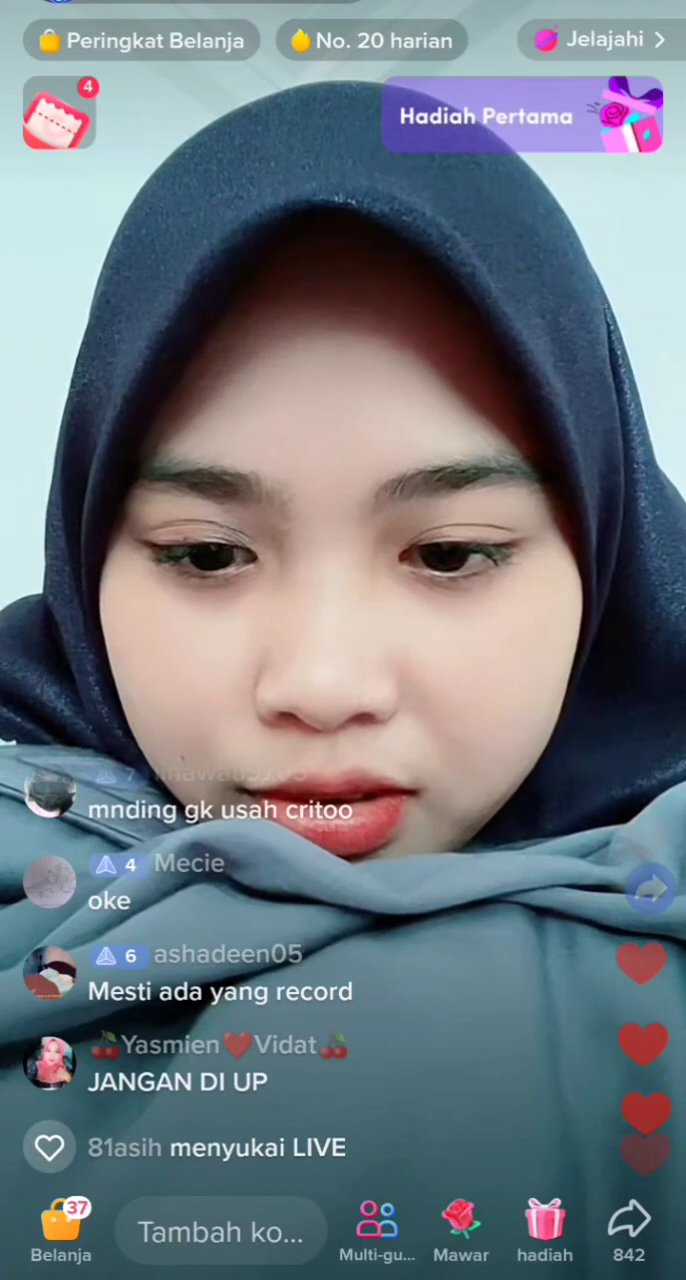 Peringkat Belanja
No. 20 harian
Jelajahi >
4
Hadiah Pertama
7
mnding gk usah critoo
4 Mecie
oke
6 ashadeen05
Mesti ada yang record
🍒Yasmien❤️Vidat🍒
JANGAN DI UP
81asih menyukai LIVE
37
Tambah ko...
Belanja
Multi-gu...
Mawar
hadiah
842